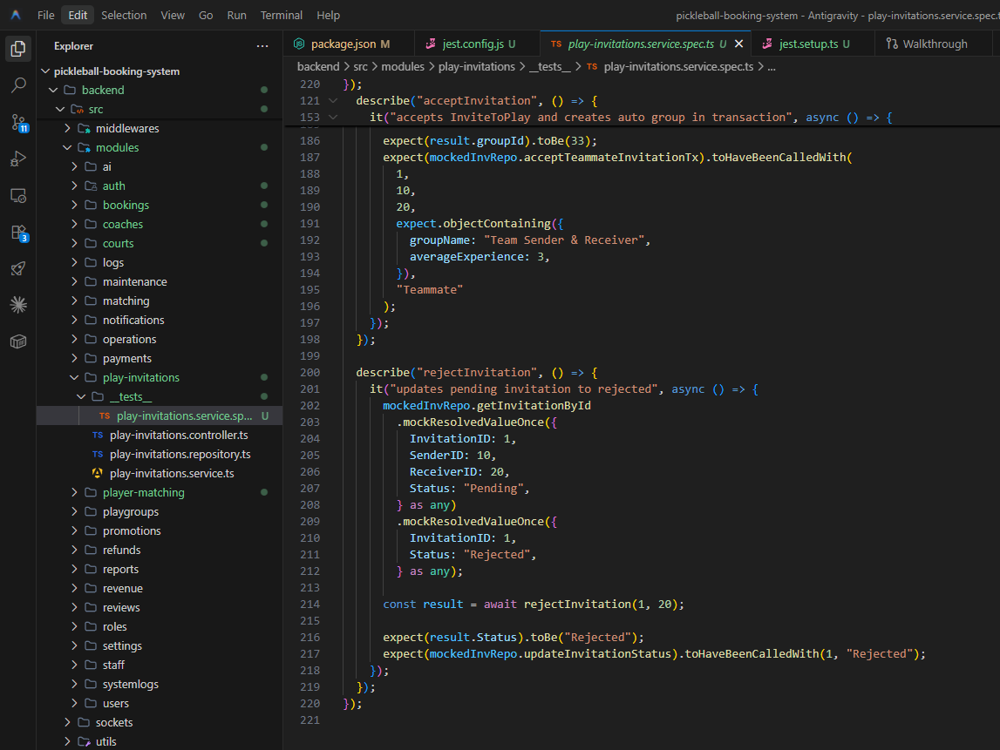 File Edit Selection View Go Run Terminal Help pickleball-booking-system - Antigravity - play-invitations.service.spec.t
Explorer ...
package.json M
jest.config.js U
TS play-invitations.service.spec.ts U
jest.setup.ts U
Walkthrough
backend > src > modules > play-invitations > __tests__ > TS play-invitations.service.spec.ts > ...
11
3
pickleball-booking-system
backend
src
middlewares
modules
ai
auth
bookings
coaches
courts
logs
maintenance
matching
notifications
operations
payments
play-invitations
__tests__
TS play-invitations.service.sp... U
TS play-invitations.controller.ts
TS play-invitations.repository.ts
play-invitations.service.ts
player-matching
playgroups
promotions
refunds
reports
revenue
reviews
roles
settings
staff
systemlogs
users
sockets
utils
220 });
121 describe("acceptInvitation", () => {
153 it("accepts InviteToPlay and creates auto group in transaction", async () => {
186 expect(result.groupId).toBe(33);
187 expect(mockedInvRepo.acceptTeammateInvitationTx).toHaveBeenCalledWith(
188 1,
189 10,
190 20,
191 expect.objectContaining({
192 groupName: "Team Sender & Receiver",
193 averageExperience: 3,
194 }),
195 "Teammate"
196 );
197 });
198 });
199
200 describe("rejectInvitation", () => {
201 it("updates pending invitation to rejected", async () => {
202 mockedInvRepo.getInvitationById
203 .mockResolvedValueOnce({
204 InvitationID: 1,
205 SenderID: 10,
206 ReceiverID: 20,
207 Status: "Pending",
208 } as any)
209 .mockResolvedValueOnce({
210 InvitationID: 1,
211 Status: "Rejected",
212 } as any);
213
214 const result = await rejectInvitation(1, 20);
215
216 expect(result.Status).toBe("Rejected");
217 expect(mockedInvRepo.updateInvitationStatus).toHaveBeenCalledWith(1, "Rejected");
218 });
219 });
220 });
221